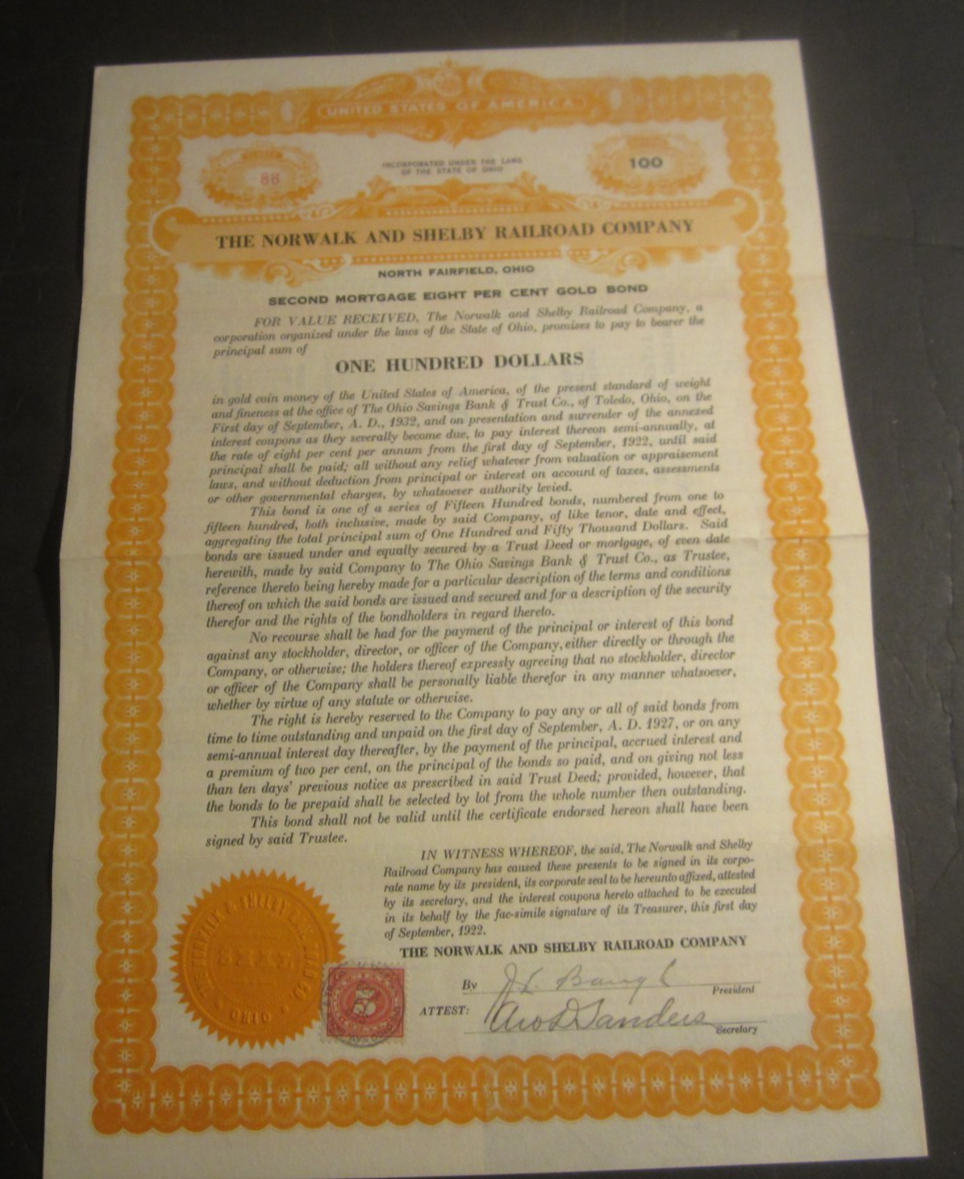 UNITED STATES OF AMERICA
88
INCORPORATED UNDER THE LAWS
OF THE STATE OF OHIO
100
THE NORWALK AND SHELBY RAILROAD COMPANY
NORTH FAIRFIELD, OHIO
SECOND MORTGAGE EIGHT PER CENT GOLD BOND
FOR VALUE RECEIVED, The Norwalk and Shelby Railroad Company, a
corporation organized under the laws of the State of Ohio, promises to pay to bearer the
principal sum of
ONE HUNDRED DOLLARS
in gold coin money of the United States of America, of the present standard of weight
and fineness at the office of The Ohio Savings Bank & Trust Co., of Toledo, Ohio, on the
First day of September, A. D., 1932, and on presentation and surrender of the annexed
interest coupons as they severally become due, to pay interest thereon semi-annually, at
the rate of eight per cent per annum from the first day of September, 1922, until said
principal shall be paid; all without any relief whatever from valuation or appraisement
laws, and without deduction from principal or interest on account of taxes, assessments
or other governmental charges, by whatsoever authority levied.
This bond is one of a series of Fifteen Hundred bonds, numbered from one to
fifteen hundred, both inclusive, made by said Company, of like tenor, date and effect,
aggregating the total principal sum of One Hundred and Fifty Thousand Dollars. Said
bonds are issued under and equally secured by a Trust Deed or mortgage, of even date
herewith, made by said Company to The Ohio Savings Bank & Trust Co., as Trustee,
reference thereto being hereby made for a particular description of the terms and conditions
thereof on which the said bonds are issued and secured and for a description of the security
therefor and the rights of the bondholders in regard thereto.
No recourse shall be had for the payment of the principal or interest of this bond
against any stockholder, director, or officer of the Company, either directly or through the
Company, or otherwise; the holders thereof expressly agreeing that no stockholder, director
or officer of the Company shall be personally liable therefor in any manner whatsoever,
whether by virtue of any statute or otherwise.
The right is hereby reserved to the Company to pay any or all of said bonds from
time to time outstanding and unpaid on the first day of September, A. D. 1927, or on any
semi-annual interest day thereafter, by the payment of the principal, accrued interest and
a premium of two per cent, on the principal of the bonds so paid, and on giving not less
than ten days' previous notice as prescribed in said Trust Deed; provided, however, that
the bonds to be prepaid shall be selected by lot from the whole number then outstanding.
This bond shall not be valid until the certificate endorsed hereon shall have been
signed by said Trustee.
IN WITNESS WHEREOF, the said, The Norwalk and Shelby
Railroad Company has caused these presents to be signed in its corpo-
rate name by its president, its corporate seal to be hereunto affixed, attested
by its secretary, and the interest coupons hereto attached to be executed
in its behalf by the fac-simile signature of its Treasurer, this first day
of September, 1922.
THE NORWALK AND SHELBY RAILROAD COMPANY
By J L Baugh
President
ATTEST: Sanders
Secretary
SEAL
OHIO
5